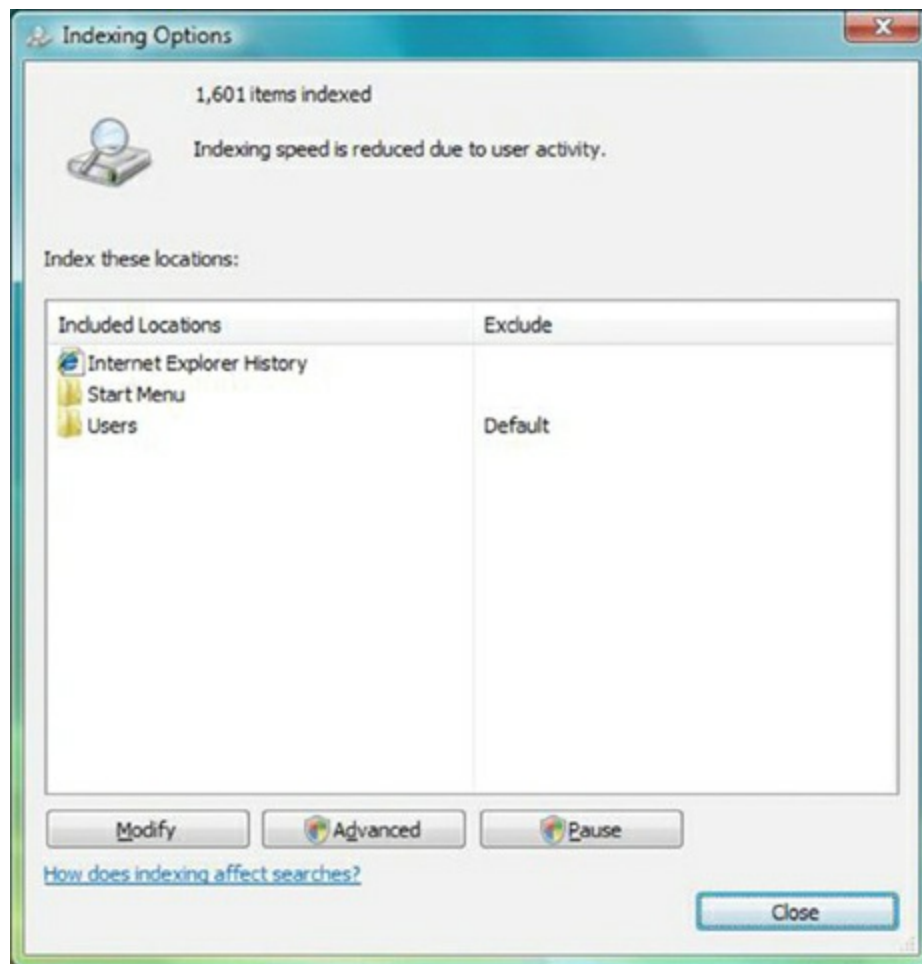 Indexing Options
1,601 items indexed
Indexing speed is reduced due to user activity.
Index these locations:
Included Locations Exclude
Internet Explorer History
Start Menu
Users Default
Modify Advanced Pause
How does indexing affect searches?
Close